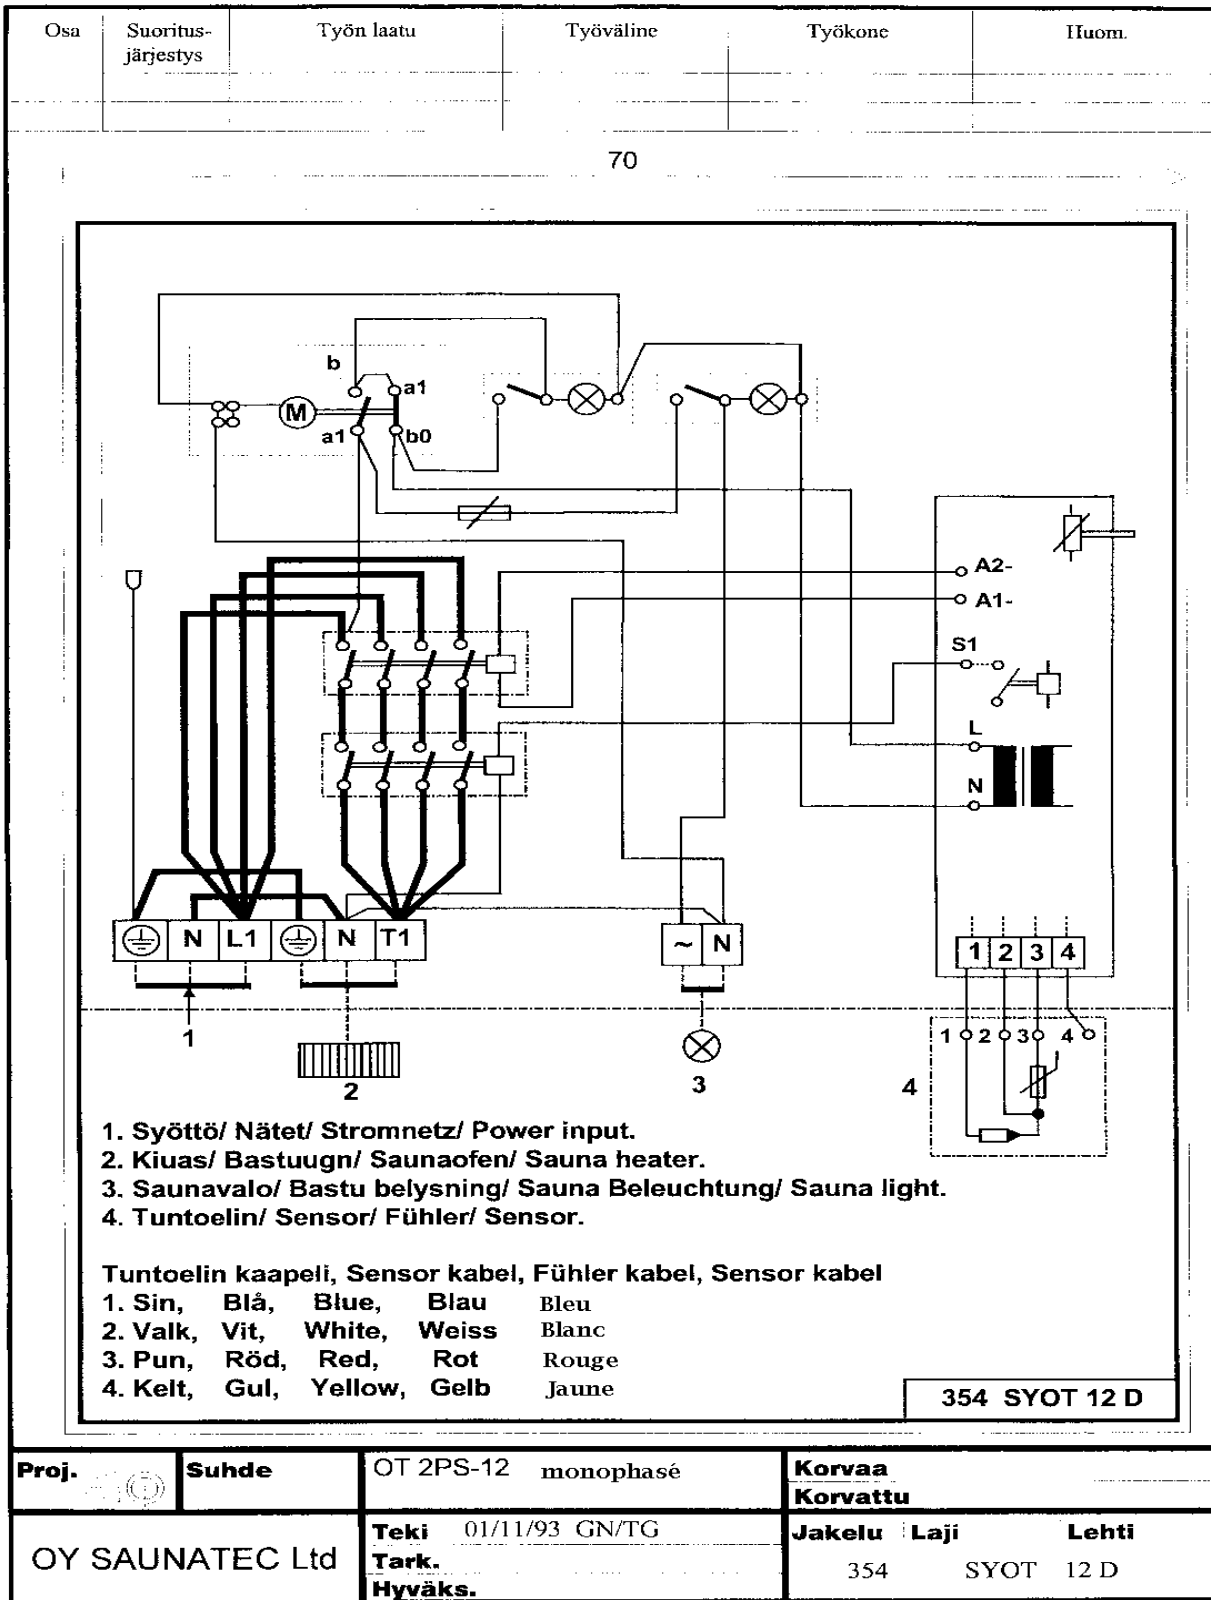 Osa Suoritus- Työn laatu Työväline Työkone Huom.
järjestys
70
b
a1
M
a1 b0
A2-
A1-
S1
L
N
N L1 N T1 ~ N 1 2 3 4
1 2 3 4
1
2
3
4
1. Syöttö/ Nätet/ Stromnetz/ Power input.
2. Kiuas/ Bastuugn/ Saunaofen/ Sauna heater.
3. Saunavalo/ Bastu belysning/ Sauna Beleuchtung/ Sauna light.
4. Tuntoelin/ Sensor/ Fühler/ Sensor.
Tuntoelin kaapeli, Sensor kabel, Fühler kabel, Sensor kabel
1. Sin, Blå, Blue, Blau Bleu
2. Valk, Vit, White, Weiss Blanc
3. Pun, Röd, Red, Rot Rouge
4. Kelt, Gul, Yellow, Gelb Jaune
354 SYOT 12 D
Proj. Suhde OT 2PS-12 monophasé Korvaa
Korvattu
OY SAUNATEC Ltd
Teki 01/11/93 GN/TG
Tark.
Hyväks.
Jakelu Laji Lehti
354 SYOT 12 D